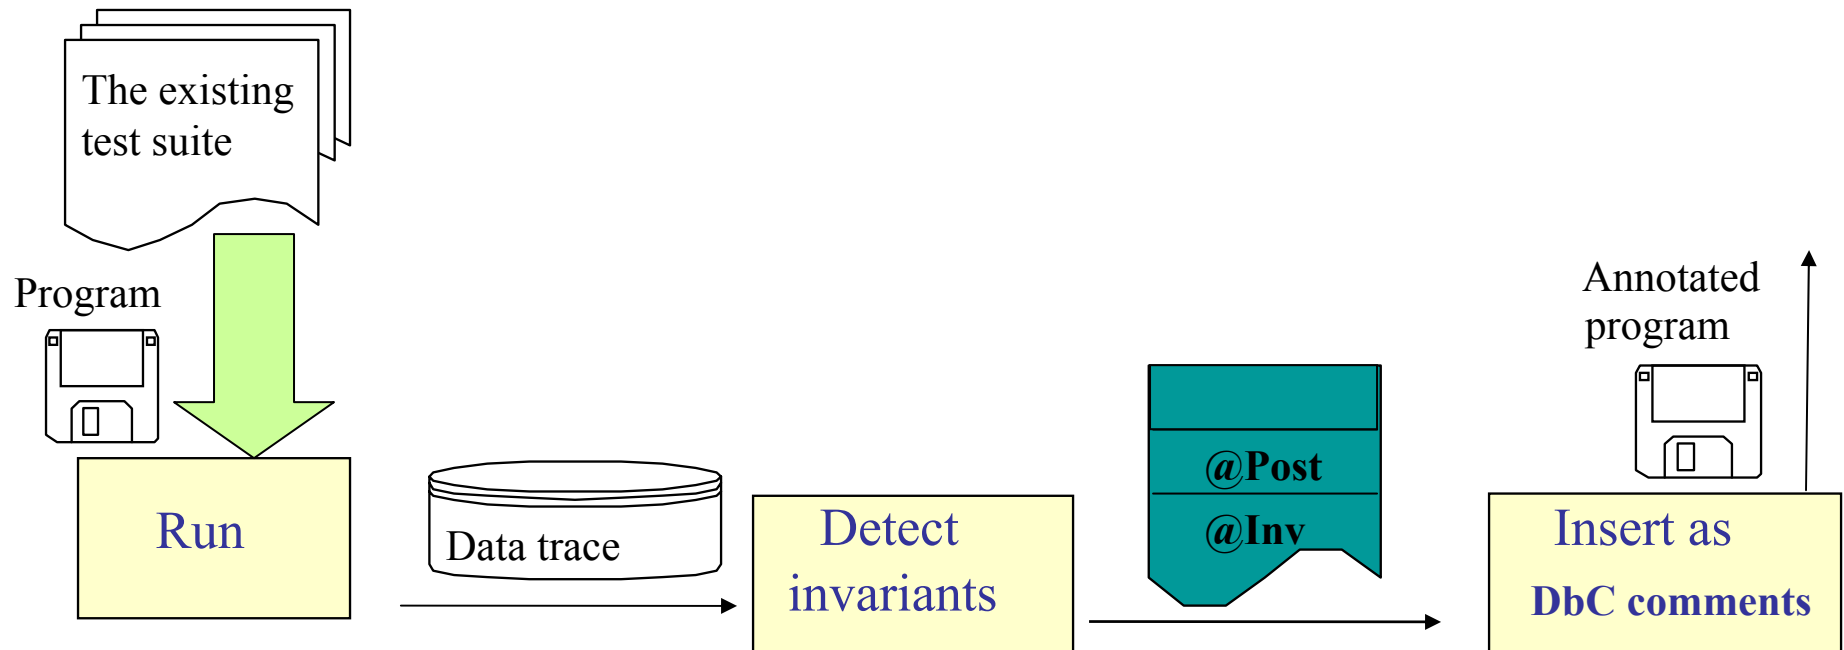 The existing
test suite
Program
Run
Data trace
Detect
invariants
@Post
@Inv
Annotated
program
Insert as
DbC comments